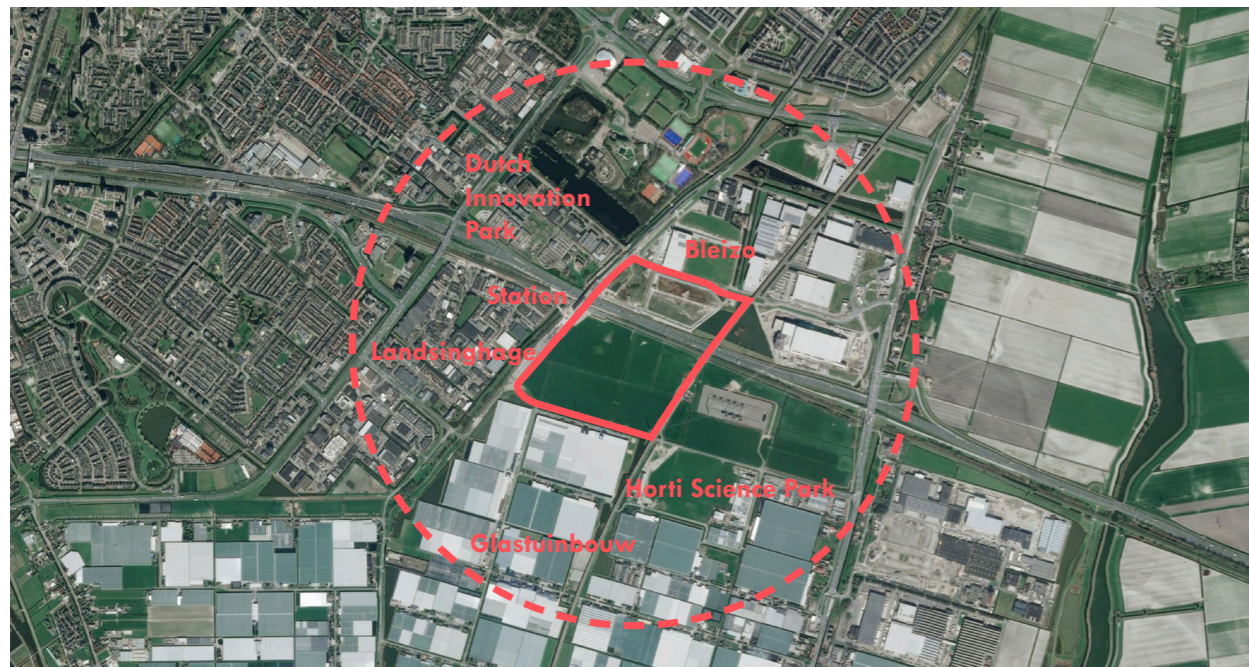 Dutch
Innovation
Park
Bleizo
Station
Landsinghage
Horti Science Park
Glastuinbouw